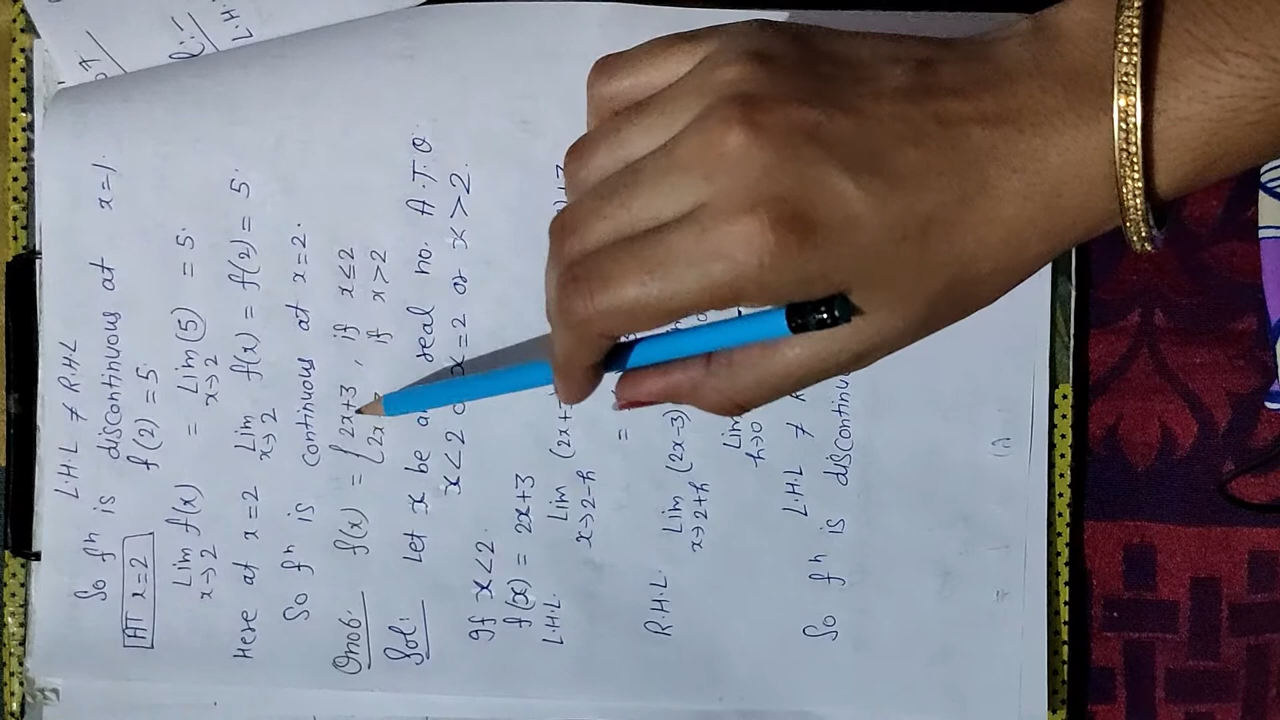 L.H.L ≠ R.H.L
So fⁿ is discontinuous at x=1.
AT x=2 f(2) = 5
Lim x→2 f(x) = Lim x→2 (5) = 5.
Here at x=2 Lim x→2 f(x) = f(2) = 5.
So fⁿ is continuous at x=2.
Qno6. f(x) = { 2x+3, if x≤2
2x if x>2
Sol: Let x be real no. A.T.Q.
x<2 x=2 or x>2
If x<2.
f(x) = 2x+3
L.H.L. Lim x→2-h (2x+
=
R.H.L. Lim x→2+h (2x-3)
Lim h→0
L.H.L ≠
So fⁿ is discontinu
L.H.